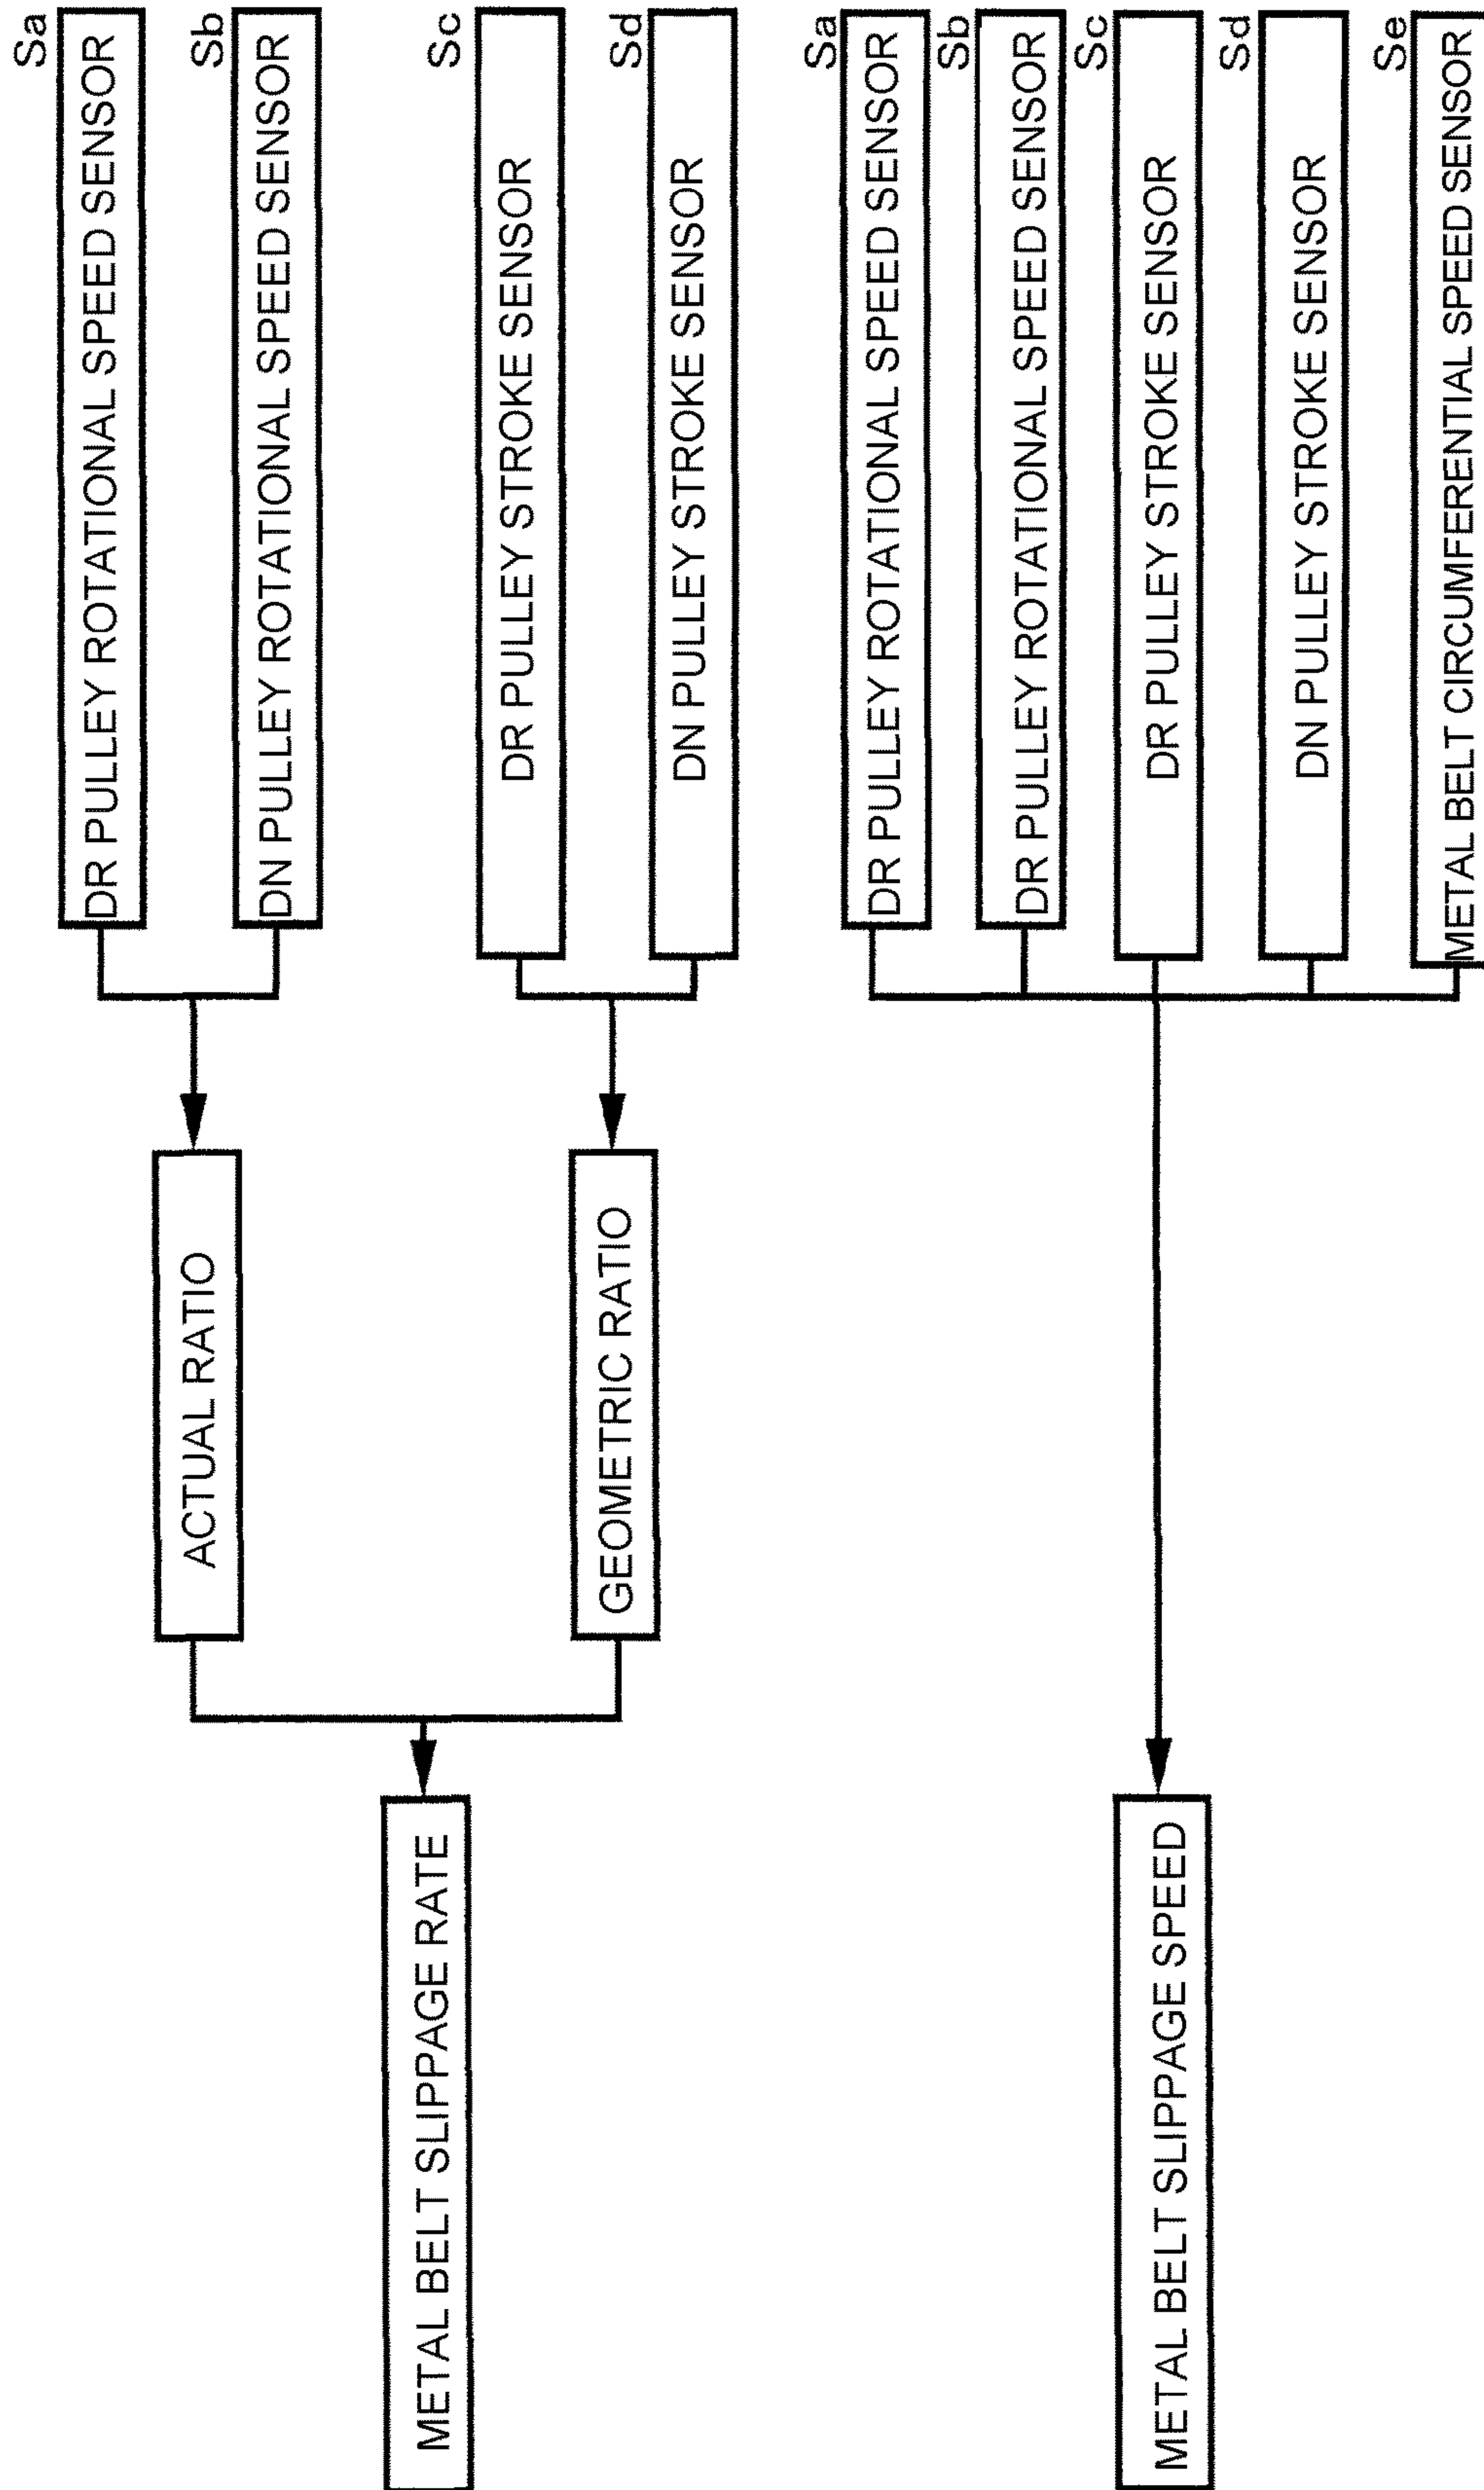 Sa
DR PULLEY ROTATIONAL SPEED SENSOR
Sb
DN PULLEY ROTATIONAL SPEED SENSOR
Sc
DR PULLEY STROKE SENSOR
Sd
DN PULLEY STROKE SENSOR
ACTUAL RATIO
GEOMETRIC RATIO
METAL BELT SLIPPAGE RATE
Sa
DR PULLEY ROTATIONAL SPEED SENSOR
Sb
DR PULLEY ROTATIONAL SPEED SENSOR
Sc
DR PULLEY STROKE SENSOR
Sd
DN PULLEY STROKE SENSOR
Se
METAL BELT CIRCUMFERENTIAL SPEED SENSOR
METAL BELT SLIPPAGE SPEED